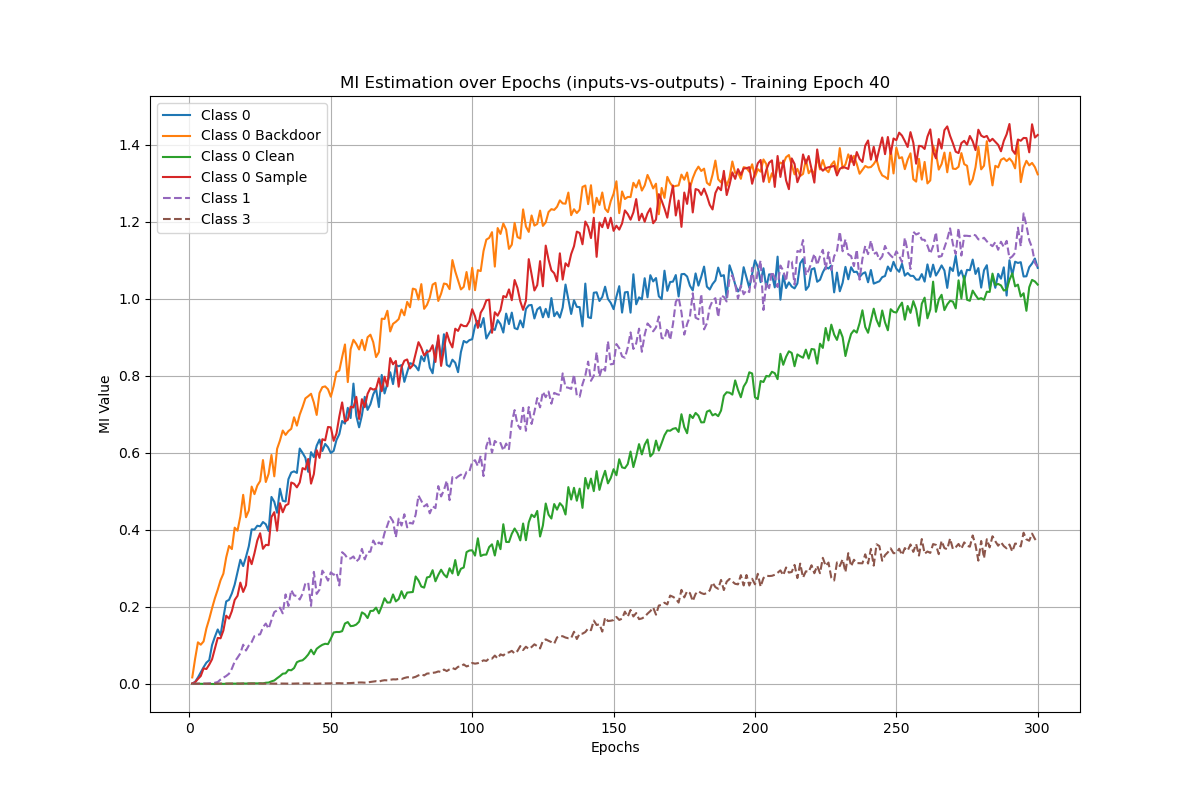 MI Estimation over Epochs (inputs-vs-outputs) - Training Epoch 40
Class 0
Class 0 Backdoor
Class 0 Clean
Class 0 Sample
Class 1
Class 3
MI Value
1.4
1.2
1.0
0.8
0.6
0.4
0.2
0.0
0 50 100 150 200 250 300
Epochs